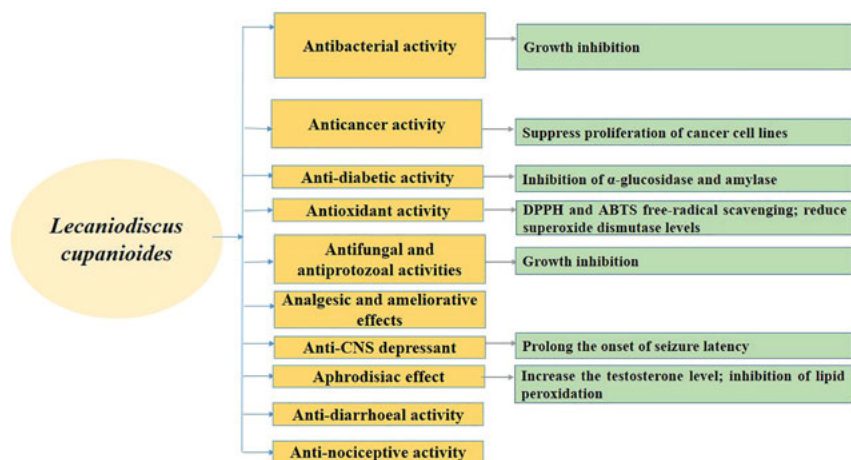 Lecaniodiscus
cupanioides
Antibacterial activity
Growth inhibition
Anticancer activity
Suppress proliferation of cancer cell lines
Anti-diabetic activity
Inhibition of α-glucosidase and amylase
Antioxidant activity
DPPH and ABTS free-radical scavenging; reduce
superoxide dismutase levels
Antifungal and
antiprotozoal activities
Growth inhibition
Analgesic and ameliorative
effects
Anti-CNS depressant
Prolong the onset of seizure latency
Aphrodisiac effect
Increase the testosterone level; inhibition of lipid
peroxidation
Anti-diarrhoeal activity
Anti-nociceptive activity